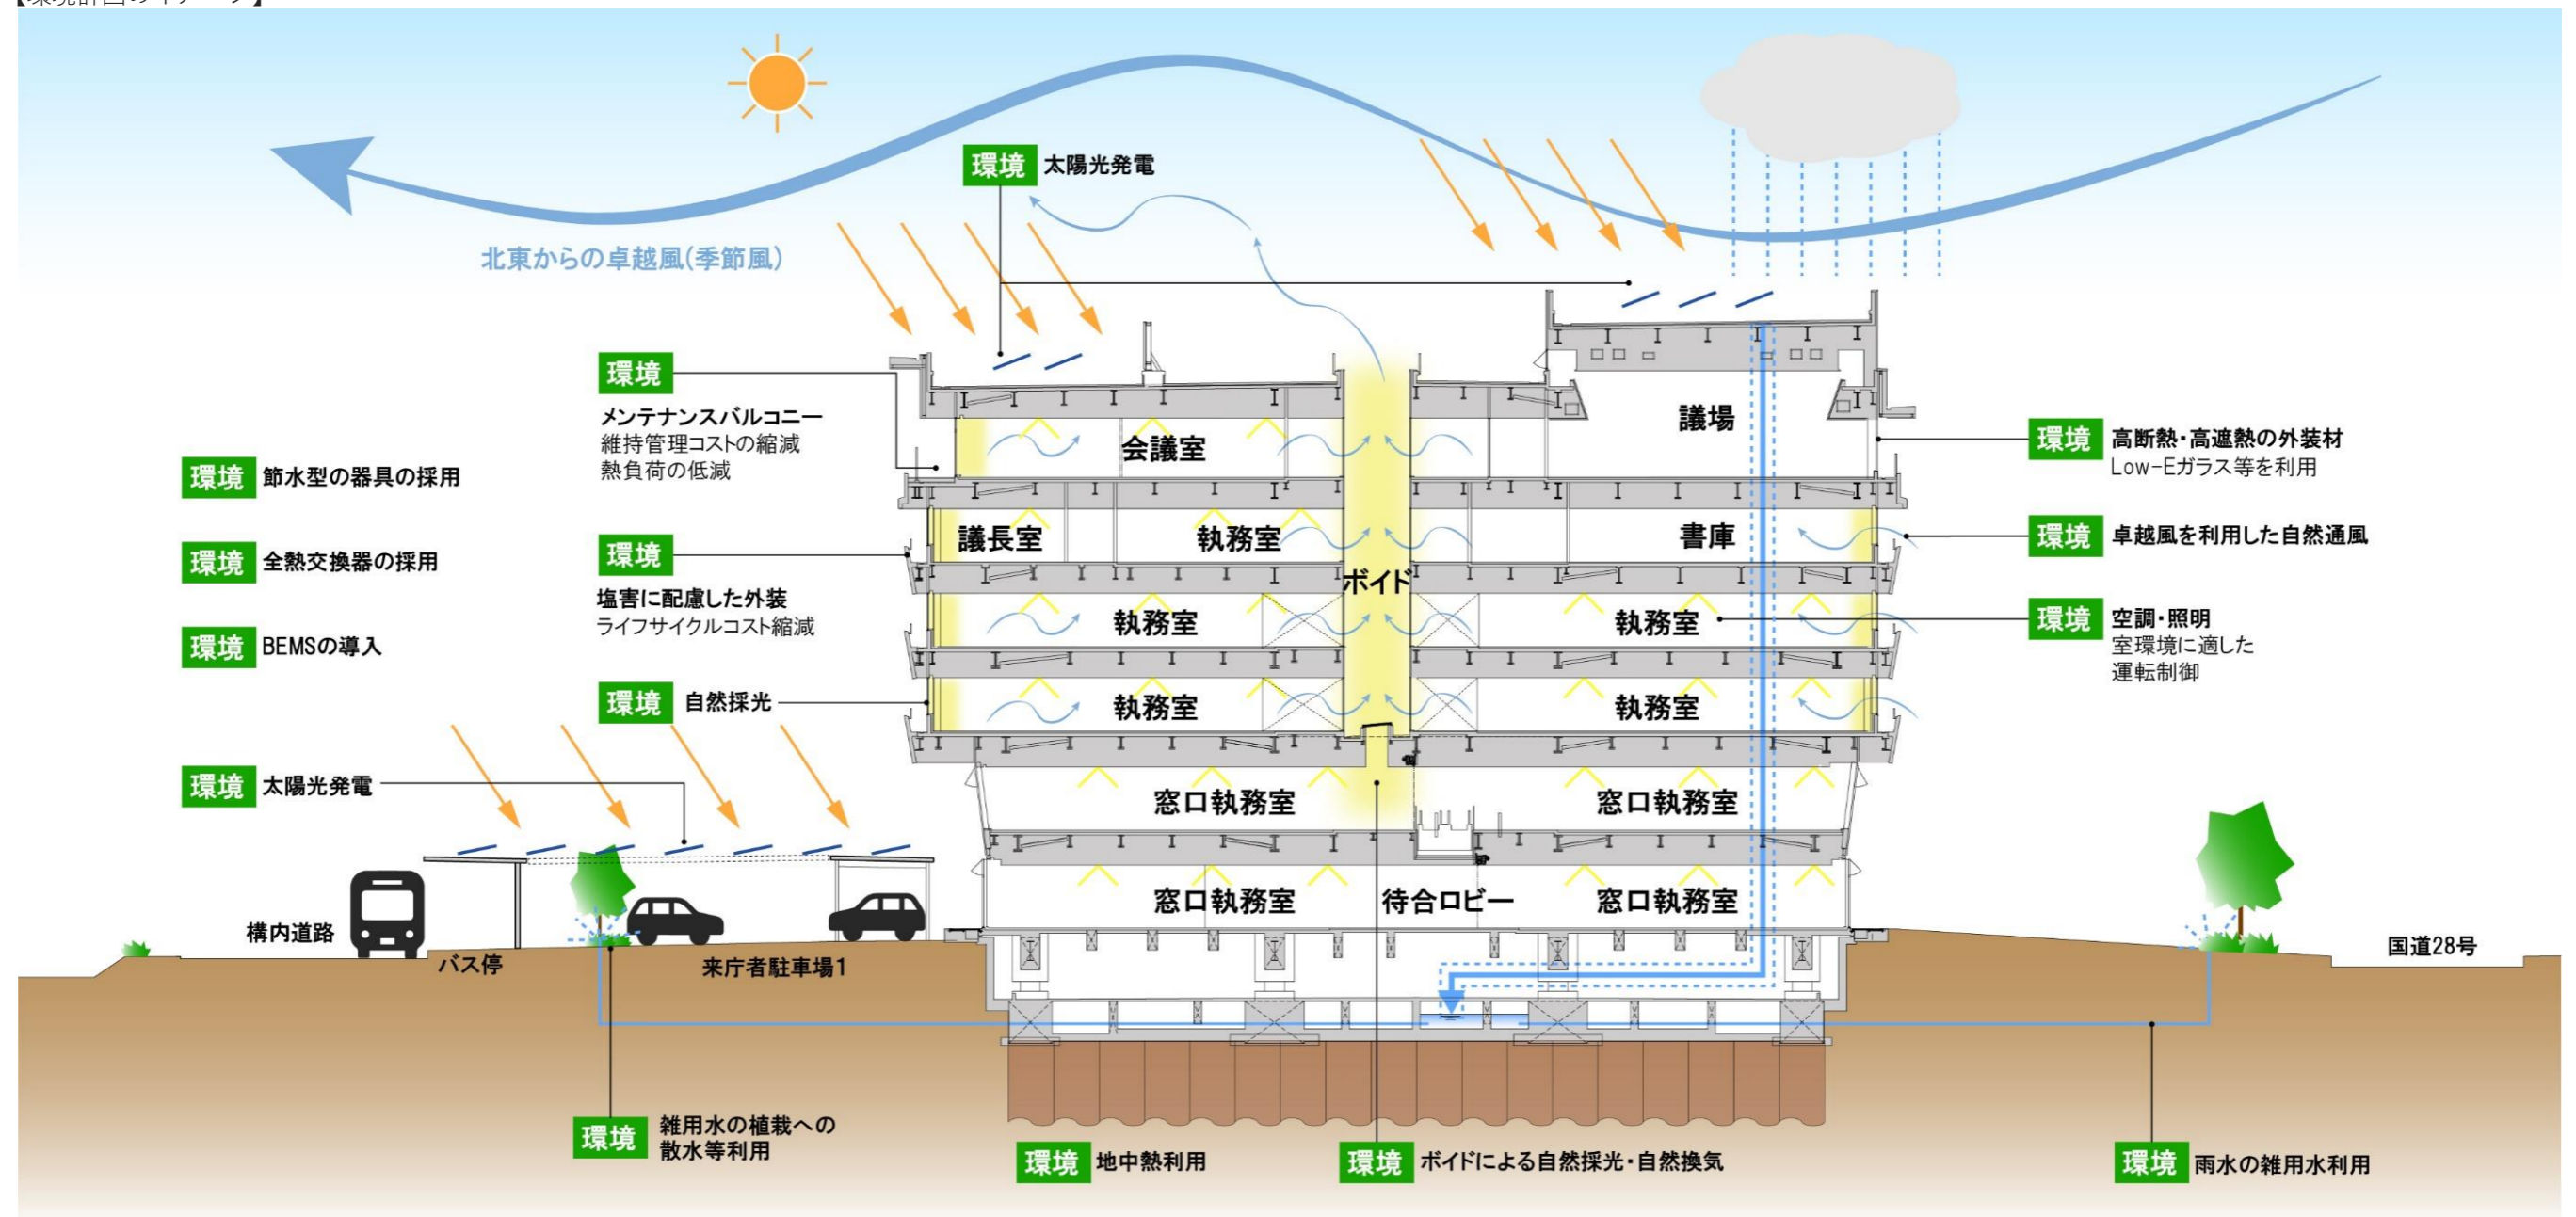 【環境計画のイメージ】
環境 太陽光発電
北東からの卓越風(季節風)
環境
メンテナンスバルコニー
維持管理コストの縮減
熱負荷の低減
環境 節水型の器具の採用
環境 全熱交換器の採用
環境 BEMSの導入
環境
塩害に配慮した外装
ライフサイクルコスト縮減
環境 自然採光
環境 太陽光発電
会議室
議場
議長室
執務室
書庫
ボイド
執務室
執務室
執務室
執務室
窓口執務室
窓口執務室
窓口執務室
待合ロビー
窓口執務室
環境 高断熱・高遮熱の外装材
Low-Eガラス等を利用
環境 卓越風を利用した自然通風
環境 空調・照明
室環境に適した
運転制御
構内道路
バス停
来庁者駐車場1
国道28号
環境 雑用水の植栽への
散水等利用
環境 地中熱利用
環境 ボイドによる自然採光・自然換気
環境 雨水の雑用水利用